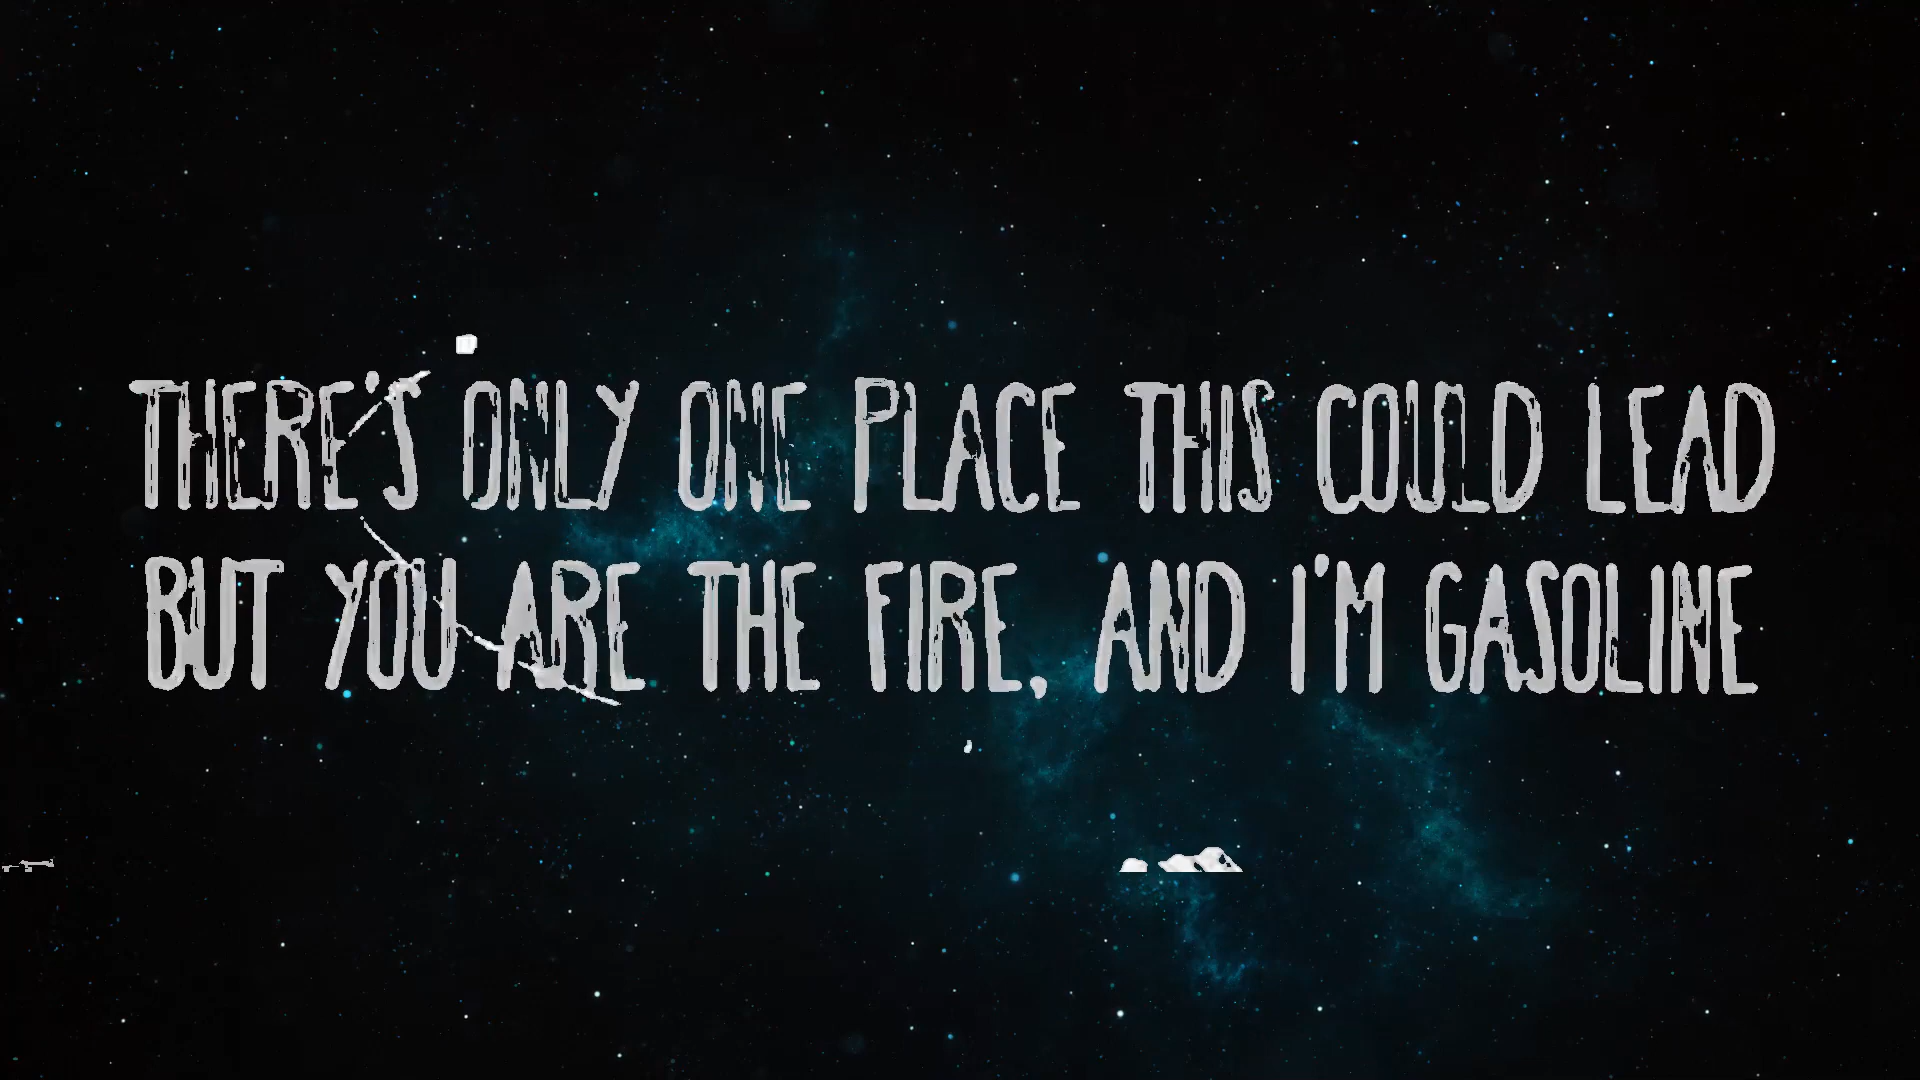 THERE'S ONLY ONE PLACE THIS COULD LEAD
BUT YOU ARE THE FIRE, AND I'M GASOLINE